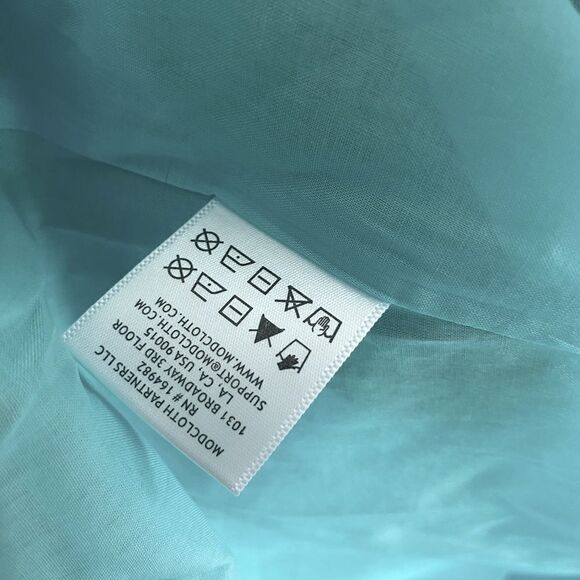 MODCLOTH PARTNERS LLC
RN # 164982
1031 BROADWAY 3RD FLOOR
LA, CA, USA 90015
SUPPORT@MODCLOTH.COM
WWW.MODCLOTH.COM